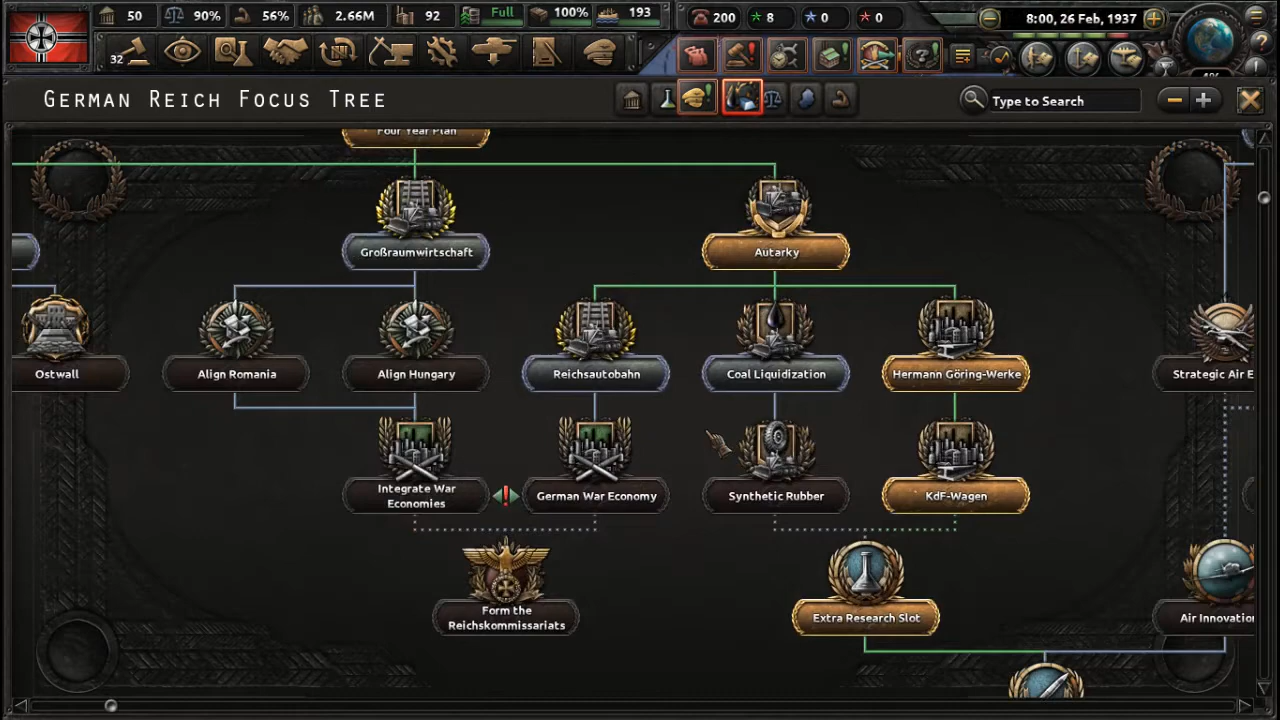 50 90% 56% 2.66M 92 Full 100% 193 200 8 0 0 8:00, 26 Feb, 1937
32
4%
German Reich Focus Tree
Type to Search
Four Year Plan
Großraumwirtschaft
Autarky
Ostwall
Align Romania
Align Hungary
Reichsautobahn
Coal Liquidization
Hermann Göring-Werke
Strategic Air
Integrate War
Economies
German War Economy
Synthetic Rubber
KdF-Wagen
Form the
Reichskommissariats
Extra Research Slot
Air Innovation